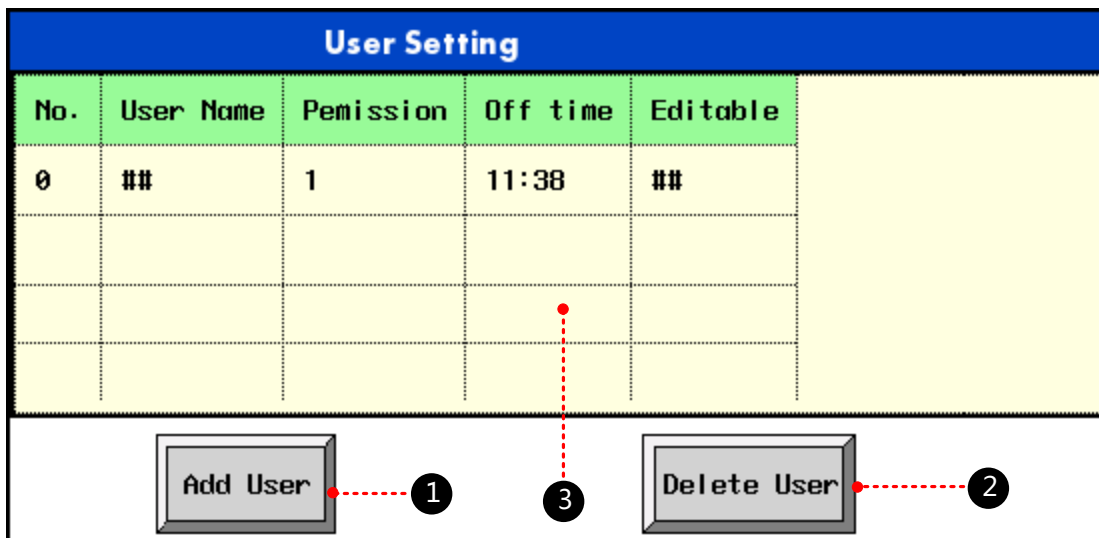 User Setting
No. User Name Pemission Off time Editable
0 ## 1 11:38 ##
Add User 1 3 Delete User 2